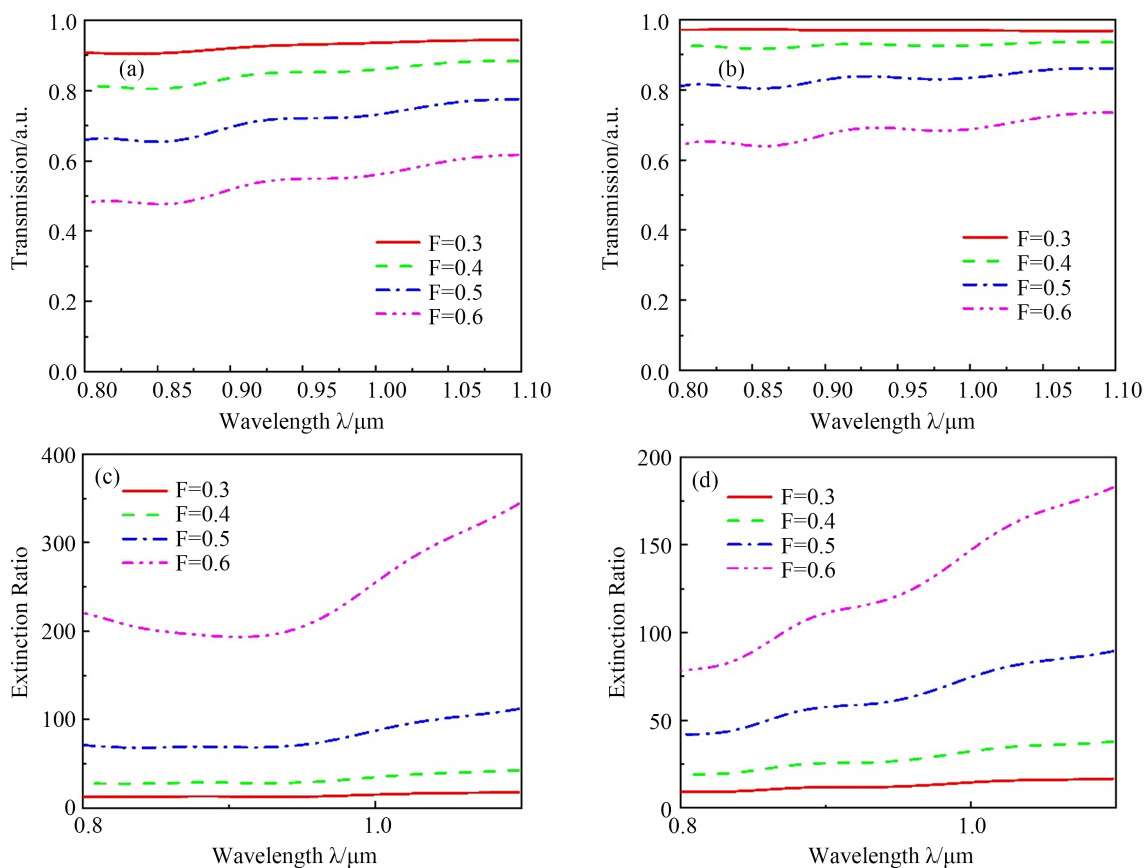 1.0
0.8
0.6
0.4
0.2
0.0
Transmission/a.u.
(a)
F=0.3
F=0.4
F=0.5
F=0.6
0.80 0.85 0.90 0.95 1.00 1.05 1.10
Wavelength λ/μm
1.0
0.8
0.6
0.4
0.2
0.0
Transmission/a.u.
(b)
F=0.3
F=0.4
F=0.5
F=0.6
0.80 0.85 0.90 0.95 1.00 1.05 1.10
Wavelength λ/μm
400
300
200
100
0
Extinction Ratio
(c)
F=0.3
F=0.4
F=0.5
F=0.6
0.8 1.0
Wavelength λ/μm
200
150
100
50
0
Extinction Ratio
(d)
F=0.3
F=0.4
F=0.5
F=0.6
0.8 1.0
Wavelength λ/μm